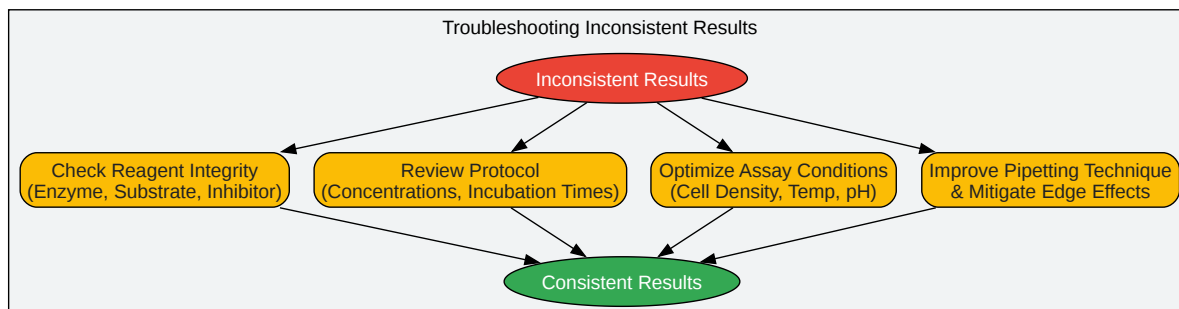 Troubleshooting Inconsistent Results
Inconsistent Results
Check Reagent Integrity
(Enzyme, Substrate, Inhibitor)
Review Protocol
(Concentrations, Incubation Times)
Optimize Assay Conditions
(Cell Density, Temp, pH)
Improve Pipetting Technique
& Mitigate Edge Effects
Consistent Results